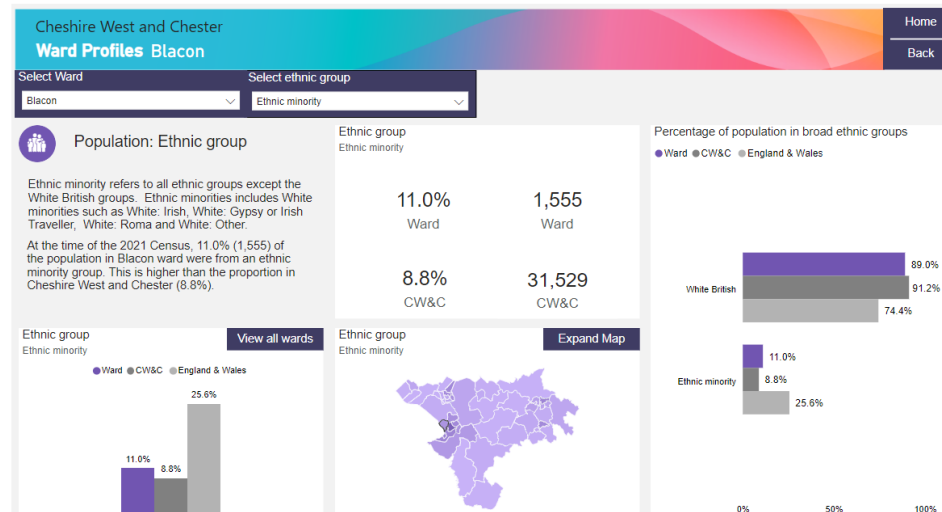 Cheshire West and Chester
Ward Profiles Blacon
Home
Back
Select Ward
Blacon
Select ethnic group
Ethnic minority
Population: Ethnic group
Ethnic minority refers to all ethnic groups except the
White British groups. Ethnic minorities includes White
minorities such as White: Irish, White: Gypsy or Irish
Traveller, White: Roma and White: Other.
At the time of the 2021 Census, 11.0% (1,555) of
the population in Blacon ward were from an ethnic
minority group. This is higher than the proportion in
Cheshire West and Chester (8.8%).
Ethnic group
Ethnic minority
11.0%
Ward
1,555
Ward
8.8%
CW&C
31,529
CW&C
Percentage of population in broad ethnic groups
Ward CW&C England & Wales
White British
89.0%
91.2%
74.4%
Ethnic minority
11.0%
8.8%
25.6%
0% 50% 100%
Ethnic group
Ethnic minority
View all wards
Ward CW&C England & Wales
11.0%
8.8%
25.6%
Ethnic group
Ethnic minority
Expand Map